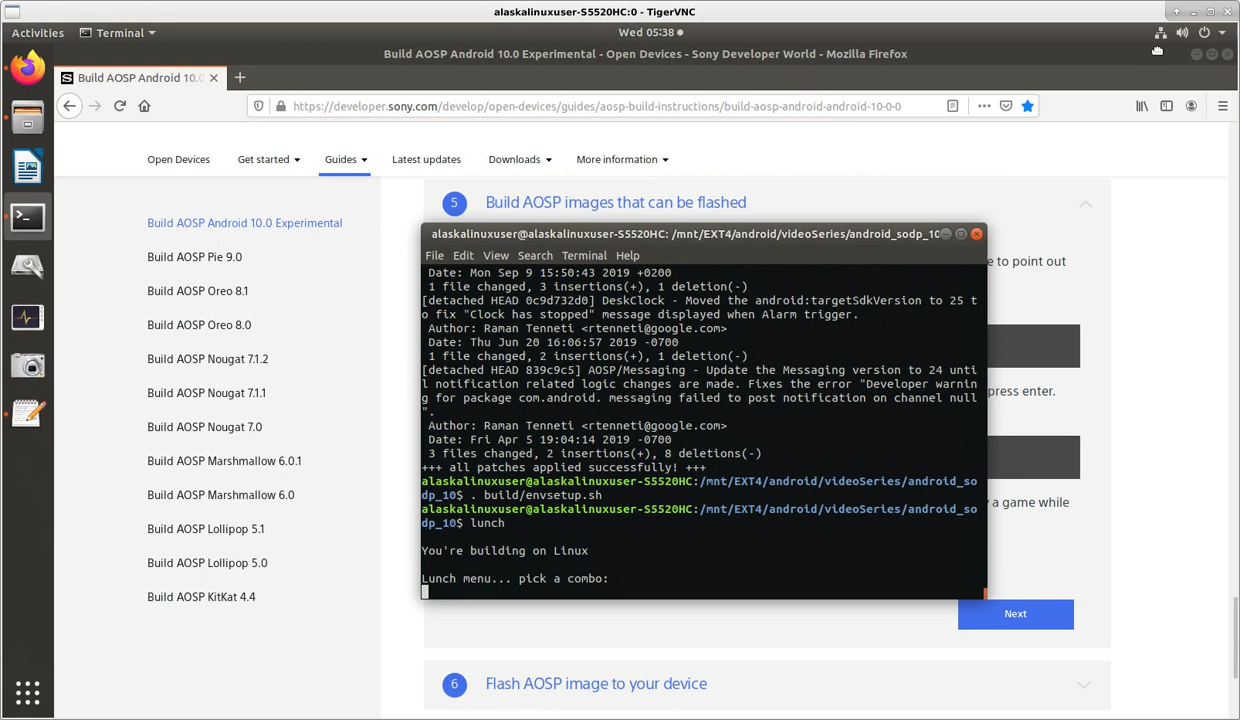 alaskalinuxuser-S5520HC:0 - TigerVNC
Activities
Terminal
Wed 05:38
Build AOSP Android 10.0 Experimental - Open Devices - Sony Developer World - Mozilla Firefox
Build AOSP Android 10.0
https://developer.sony.com/develop/open-devices/guides/aosp-build-instructions/build-aosp-android-android-10-0-0
Open Devices
Get started
Guides
Latest updates
Downloads
More information
Build AOSP Android 10.0 Experimental
Build AOSP Pie 9.0
Build AOSP Oreo 8.1
Build AOSP Oreo 8.0
Build AOSP Nougat 7.1.2
Build AOSP Nougat 7.1.1
Build AOSP Nougat 7.0
Build AOSP Marshmallow 6.0.1
Build AOSP Marshmallow 6.0
Build AOSP Lollipop 5.1
Build AOSP Lollipop 5.0
Build AOSP KitKat 4.4
5
Build AOSP images that can be flashed
e to point out
press enter.
a game while
alaskalinuxuser@alaskalinuxuser-S5520HC: /mnt/EXT4/android/videoSeries/android_sodp_10
File Edit View Search Terminal Help
Date: Mon Sep 9 15:50:43 2019 +0200
1 file changed, 3 insertions(+), 1 deletion(-)
[detached HEAD 0c9d732d0] DeskClock - Moved the android:targetSdkVersion to 25 t
o fix "Clock has stopped" message displayed when Alarm trigger.
Author: Raman Tenneti <rtenneti@google.com>
Date: Thu Jun 20 16:06:57 2019 -0700
1 file changed, 2 insertions(+), 1 deletion(-)
[detached HEAD 839c9c5] AOSP/Messaging - Update the Messaging version to 24 unti
l notification related logic changes are made. Fixes the error "Developer warnin
g for package com.android. messaging failed to post notification on channel null
".
Author: Raman Tenneti <rtenneti@google.com>
Date: Fri Apr 5 19:04:14 2019 -0700
3 files changed, 2 insertions(+), 8 deletions(-)
+++ all patches applied successfully! +++
alaskalinuxuser@alaskalinuxuser-S5520HC:/mnt/EXT4/android/videoSeries/android_so
dp_10$ . build/envsetup.sh
alaskalinuxuser@alaskalinuxuser-S5520HC:/mnt/EXT4/android/videoSeries/android_so
dp_10$ lunch
You're building on Linux
Lunch menu... pick a combo:
Next
6
Flash AOSP image to your device